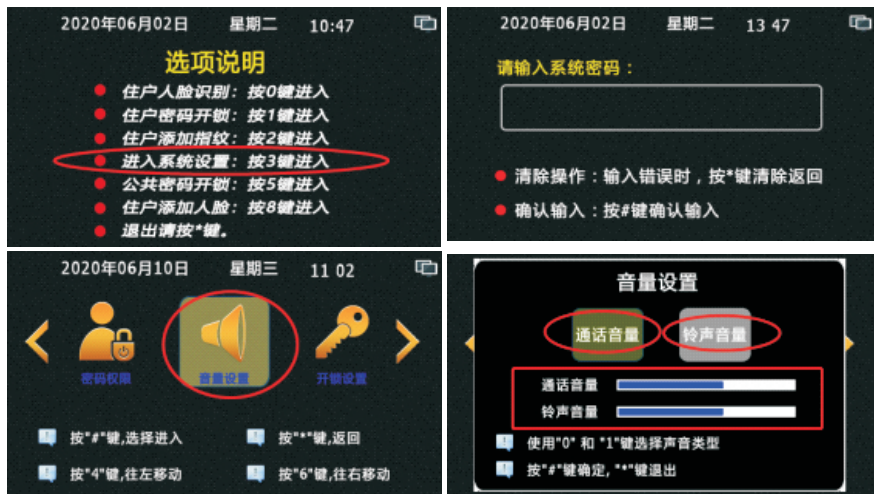 2020年06月02日 星期二 10:47
选项说明
住户人脸识别：按0键进入
住户密码开锁：按1键进入
住户添加指纹：按2键进入
进入系统设置：按3键进入
公共密码开锁：按5键进入
住户添加人脸：按8键进入
退出请按*键。
2020年06月02日 星期二 13 47
请输入系统密码：
清除操作：输入错误时，按*键清除返回
确认输入：按#键确认输入
2020年06月10日 星期三 11 02
密码权限 音量设置 开锁设置
按"#"键,选择进入 按"*"键,返回
按"4"键,往左移动 按"6"键,往右移动
音量设置
通话音量 铃声音量
通话音量
铃声音量
使用"0" 和 "1"键选择声音类型
按"#"键确定, "*"键退出